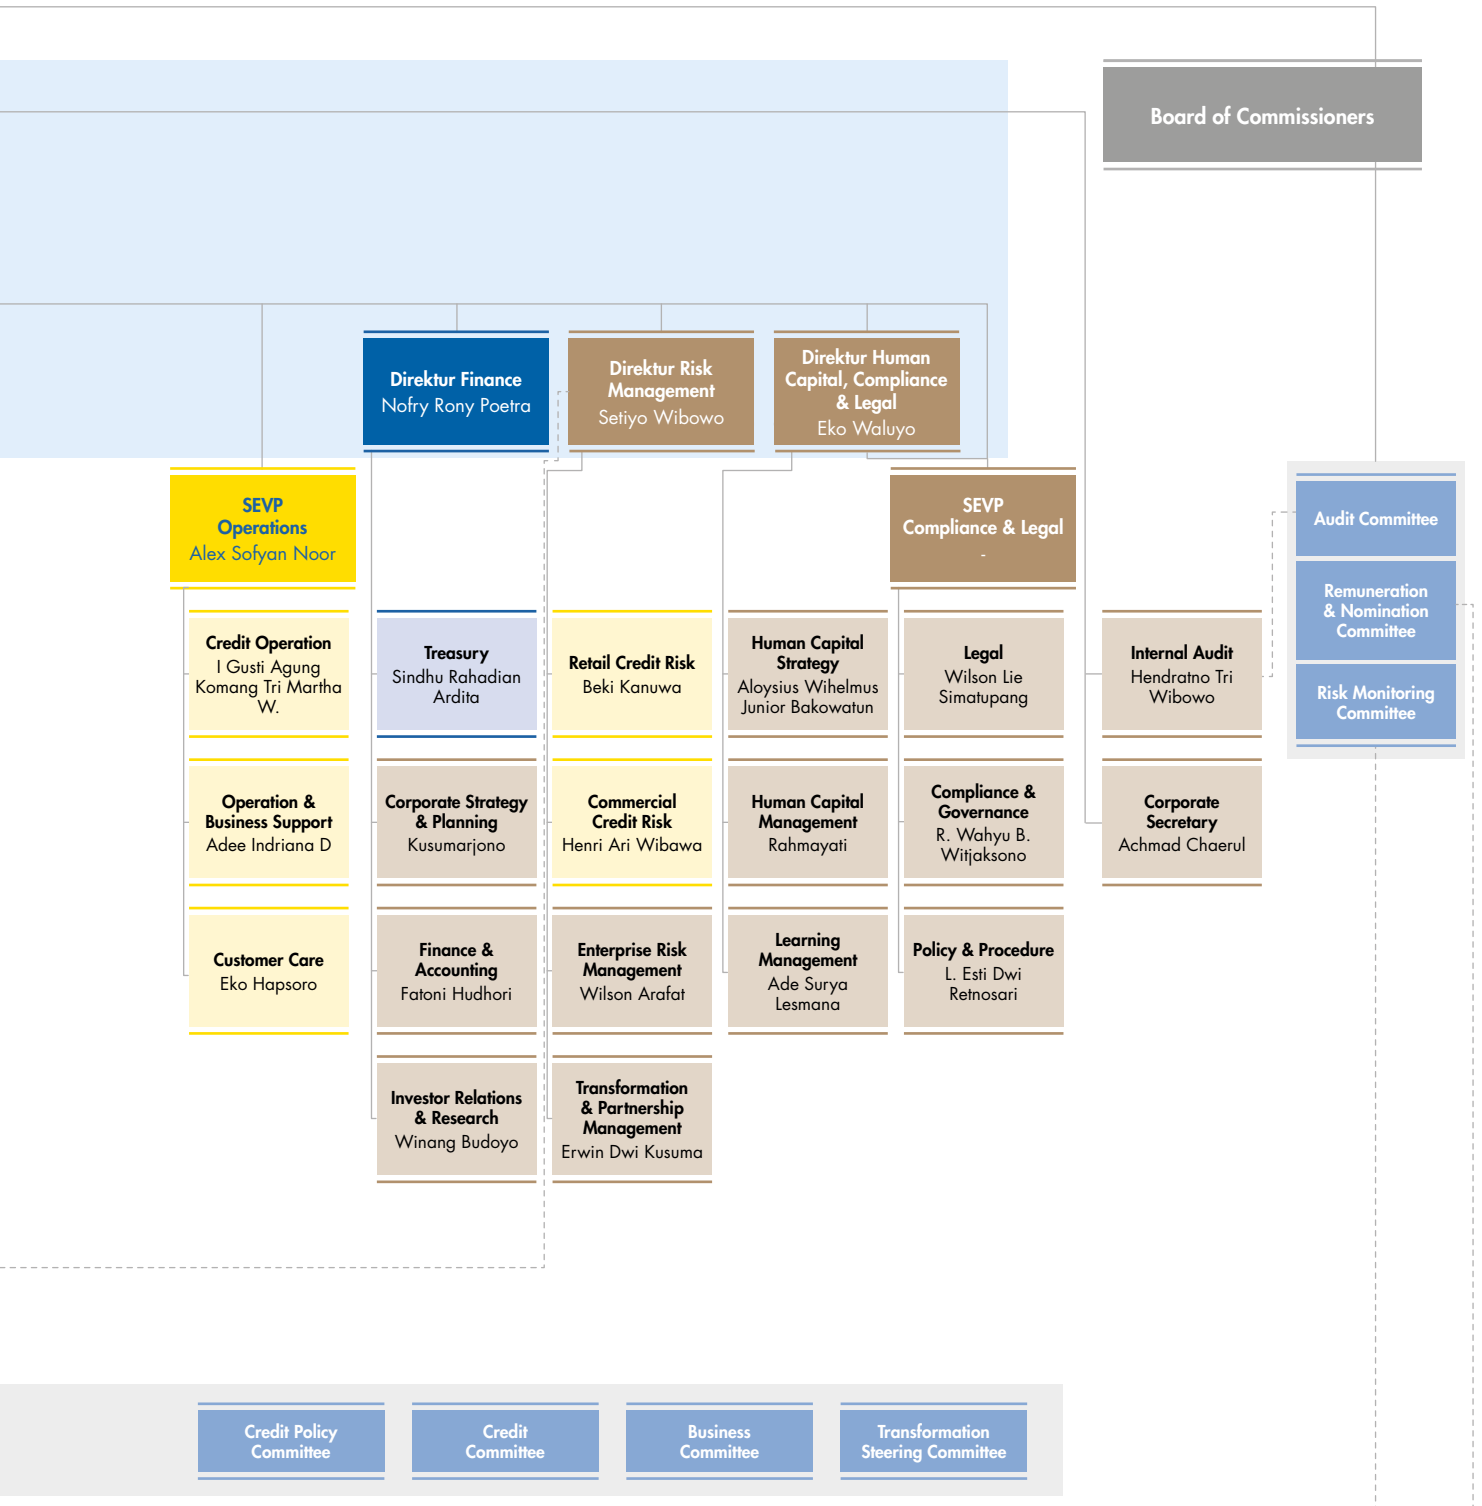 Board of Commissioners
Direktur Finance
Nofry Rony Poetra
Direktur Risk
Management
Setiyo Wibowo
Direktur Human
Capital, Compliance
& Legal
Eko Waluyo
SEVP
Operations
Alex Sofyan Noor
SEVP
Compliance & Legal
-
Audit Committee
Remuneration
& Nomination
Committee
Risk Monitoring
Committee
Credit Operation
I Gusti Agung
Komang Tri Martha
W.
Treasury
Sindhu Rahadian
Ardita
Retail Credit Risk
Beki Kanuwa
Human Capital
Strategy
Aloysius Wihelmus
Junior Bakowatun
Legal
Wilson Lie
Simatupang
Internal Audit
Hendratno Tri
Wibowo
Operation &
Business Support
Adee Indriana D
Corporate Strategy
& Planning
Kusumarjono
Commercial
Credit Risk
Henri Ari Wibawa
Human Capital
Management
Rahmayati
Compliance &
Governance
R. Wahyu B.
Witjaksono
Corporate
Secretary
Achmad Chaerul
Customer Care
Eko Hapsoro
Finance &
Accounting
Fatoni Hudhori
Enterprise Risk
Management
Wilson Arafat
Learning
Management
Ade Surya
Lesmana
Policy & Procedure
L. Esti Dwi
Retnosari
Investor Relations
& Research
Winang Budoyo
Transformation
& Partnership
Management
Erwin Dwi Kusuma
Credit Policy
Committee
Credit
Committee
Business
Committee
Transformation
Steering Committee